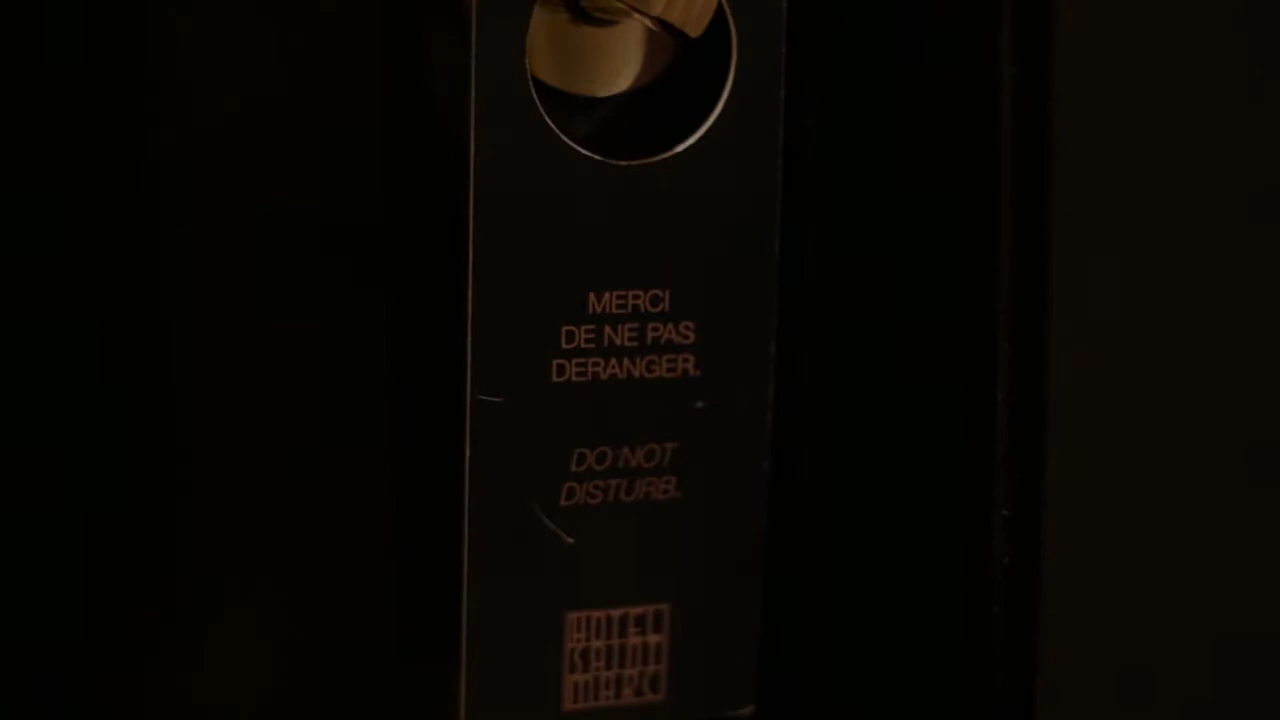 MERCI
DE NE PAS
DERANGER.
DO NOT
DISTURB.
HOTEL
SAINT
MARC